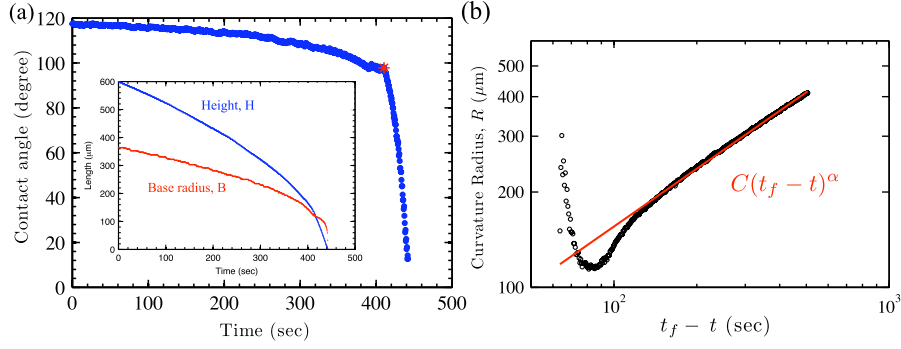 (a)
Contact angle (degree)
120
100
80
60
40
20
0
0 100 200 300 400 500
Time (sec)
Length (μm)
600
500
400
300
200
100
0
Height, H
Base radius, B
0 100 200 300 400 500
Time (sec)
(b)
Curvature Radius, R (μm)
500
400
300
200
100
C(t_f − t)^α
10^2 10^3
t_f − t (sec)